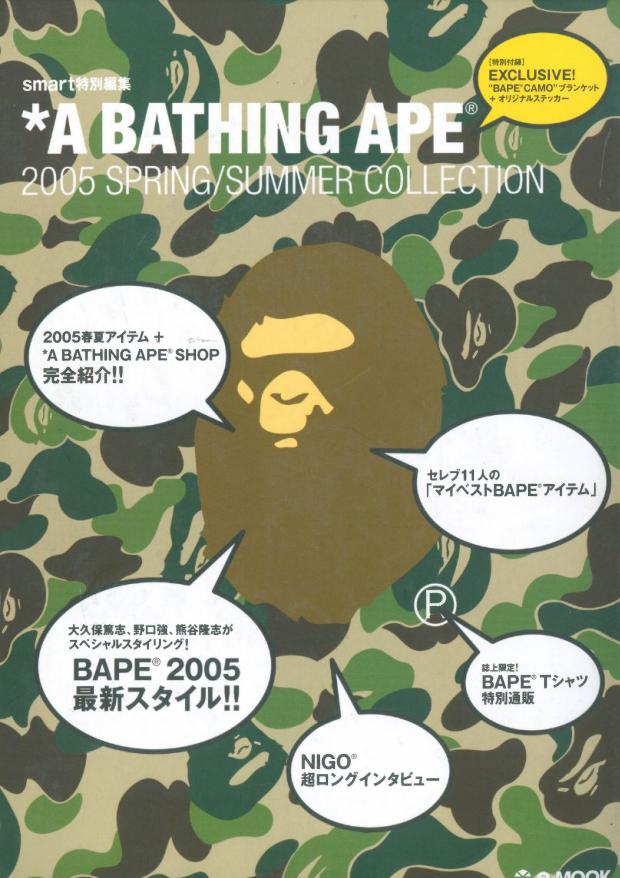 smart特別編集
*A BATHING APE®
2005 SPRING/SUMMER COLLECTION
[特別付録]
EXCLUSIVE!
"BAPE®CAMO"ブランケット
+ オリジナルステッカー
2005春夏アイテム +
*A BATHING APE® SHOP
完全紹介!!
セレブ11人の
「マイベストBAPE®アイテム」
大久保篤志、野口強、熊谷隆志が
スペシャルスタイリング!
BAPE® 2005
最新スタイル!!
P
誌上限定!
BAPE® Tシャツ
特別通販
NIGO®
超ロングインタビュー
e-MOOK